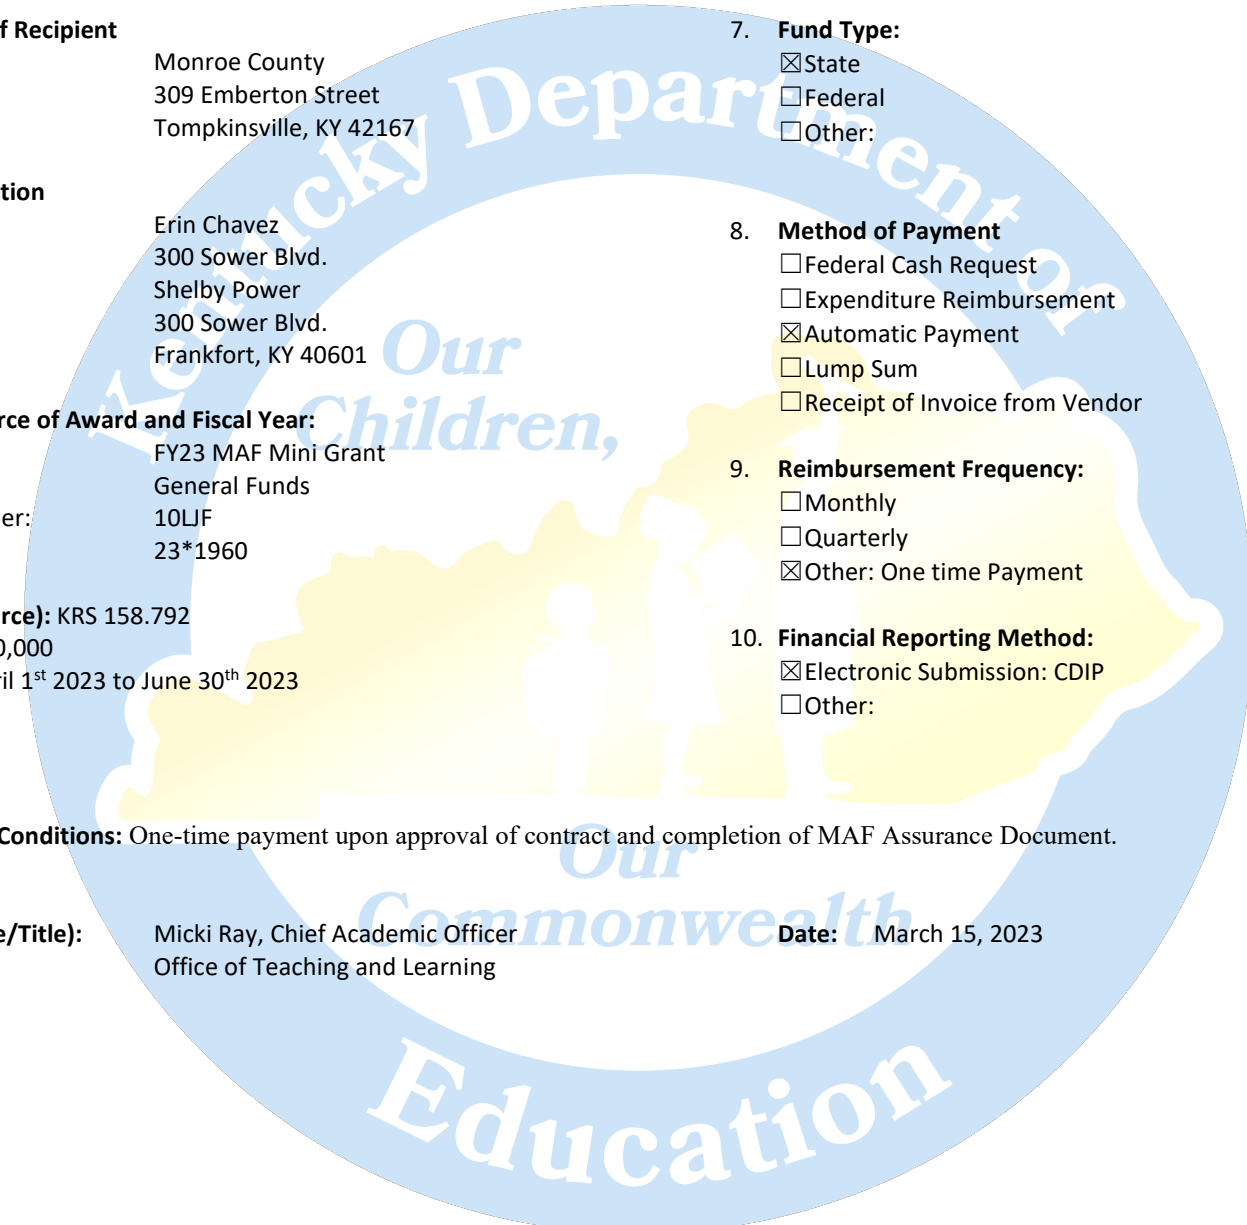 f Recipient
Monroe County
309 Emberton Street
Tompkinsville, KY 42167
tion
Erin Chavez
300 Sower Blvd.
Shelby Power
300 Sower Blvd.
Frankfort, KY 40601
rce of Award and Fiscal Year:
FY23 MAF Mini Grant
General Funds
er: 10LJF
23*1960
rce): KRS 158.792
0,000
ril 1st 2023 to June 30th 2023
7. Fund Type:
☒State
☐Federal
☐Other:
8. Method of Payment
☐Federal Cash Request
☐Expenditure Reimbursement
☒Automatic Payment
☐Lump Sum
☐Receipt of Invoice from Vendor
9. Reimbursement Frequency:
☐Monthly
☐Quarterly
☒Other: One time Payment
10. Financial Reporting Method:
☒Electronic Submission: CDIP
☐Other:
Conditions: One-time payment upon approval of contract and completion of MAF Assurance Document.
e/Title): Micki Ray, Chief Academic Officer Date: March 15, 2023
Office of Teaching and Learning
Kentucky Department of
Education
Our
Children,
Our
Commonwealth